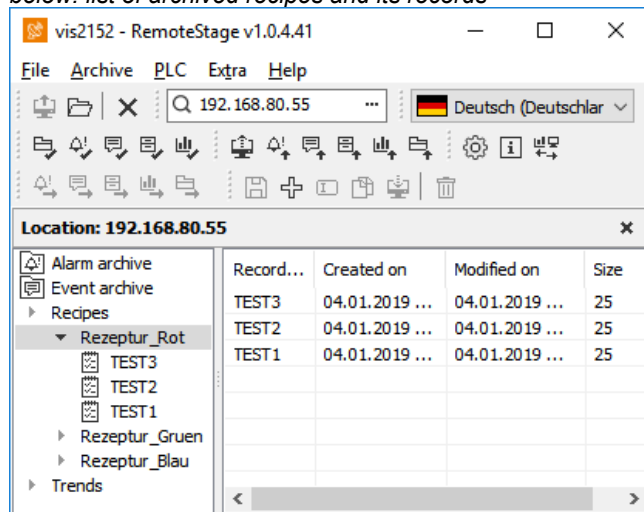 below: list of archived recipes and its records
vis2152 - RemoteStage v1.0.4.41
File Archive PLC Extra Help
192.168.80.55 ... Deutsch (Deutschlar
Location: 192.168.80.55
Alarm archive
Event archive
Recipes
Rezeptur_Rot
TEST3
TEST2
TEST1
Rezeptur_Gruen
Rezeptur_Blau
Trends
Record... Created on Modified on Size
TEST3 04.01.2019 ... 04.01.2019 ... 25
TEST2 04.01.2019 ... 04.01.2019 ... 25
TEST1 04.01.2019 ... 04.01.2019 ... 25